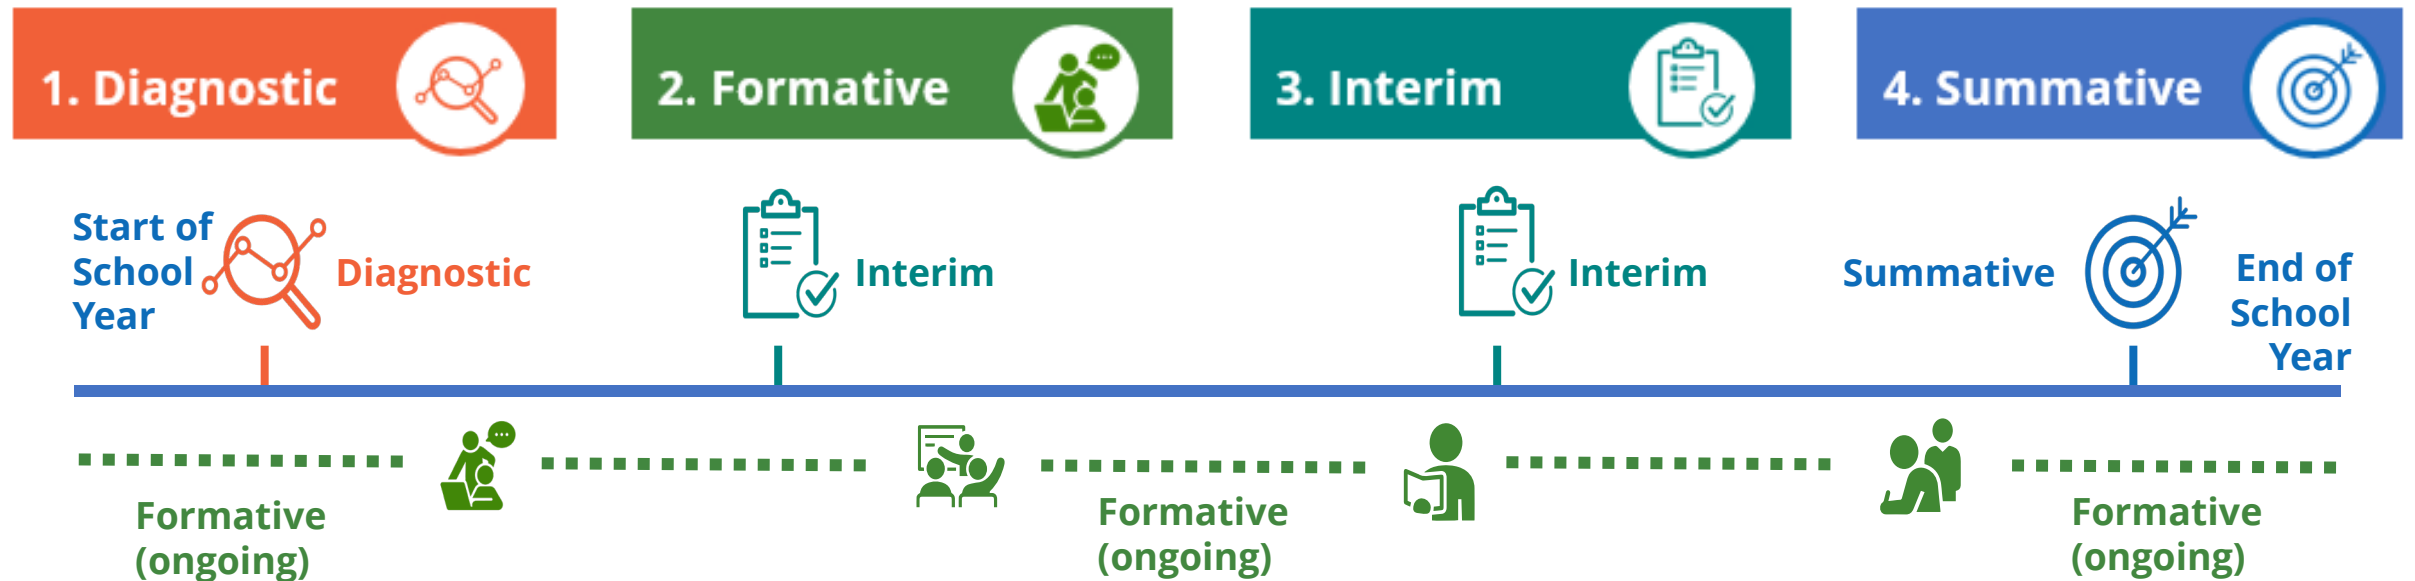 1. Diagnostic
2. Formative
3. Interim
4. Summative
Start of
School
Year
Diagnostic
Interim
Interim
Summative
End of
School
Year
Formative
(ongoing)
Formative
(ongoing)
Formative
(ongoing)